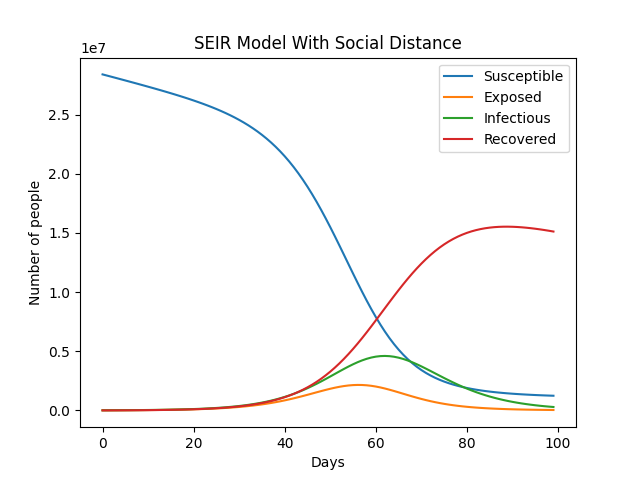 SEIR Model With Social Distance
1e7
Susceptible
Exposed
Infectious
Recovered
2.5
2.0
1.5
1.0
0.5
0.0
Number of people
0 20 40 60 80 100
Days